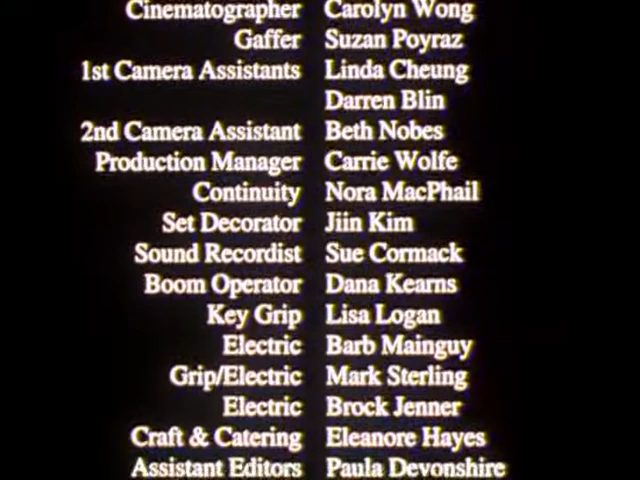 Cinematographer Carolyn Wong
Gaffer Suzan Poyraz
1st Camera Assistants Linda Cheung
Darren Blin
2nd Camera Assistant Beth Nobes
Production Manager Carrie Wolfe
Continuity Nora MacPhail
Set Decorator Jiin Kim
Sound Recordist Sue Cormack
Boom Operator Dana Kearns
Key Grip Lisa Logan
Electric Barb Mainguy
Grip/Electric Mark Sterling
Electric Brock Jenner
Craft & Catering Eleanore Hayes
Assistant Editors Paula Devonshire